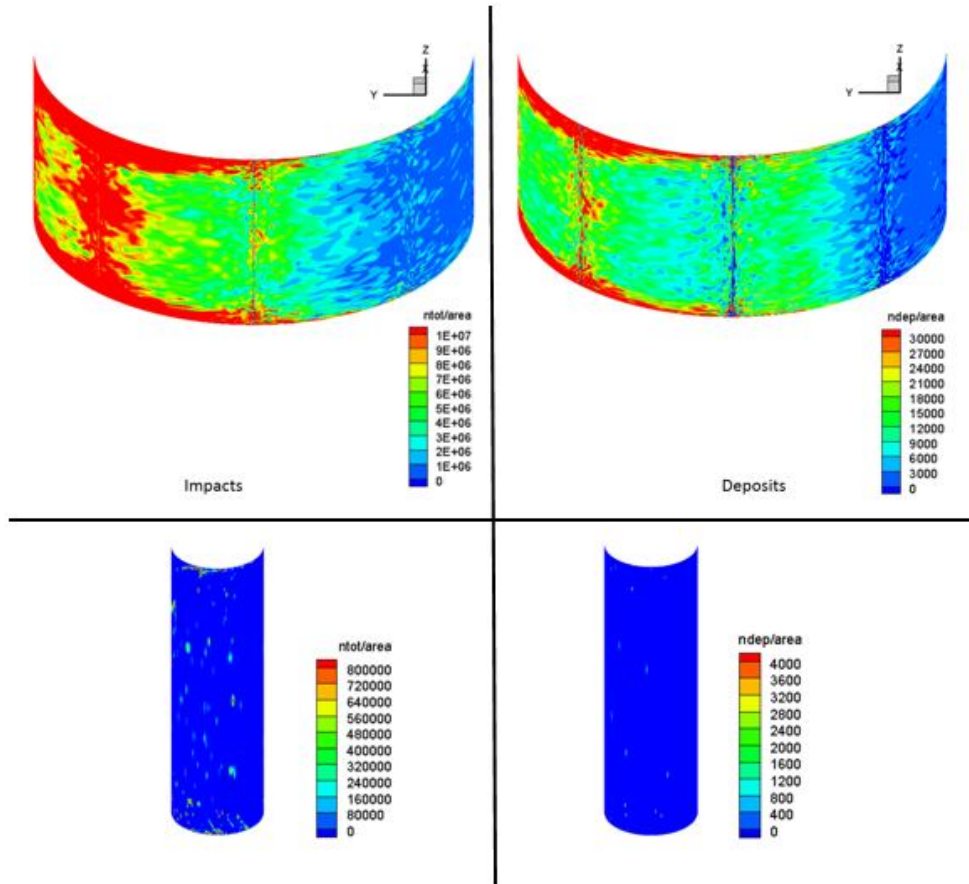 Z
Y
ntot/area
1E+07
9E+06
8E+06
7E+06
6E+06
5E+06
4E+06
3E+06
2E+06
1E+06
0
Impacts
Z
Y
ndep/area
30000
27000
24000
21000
18000
15000
12000
9000
6000
3000
0
Deposits
ntot/area
800000
720000
640000
560000
480000
400000
320000
240000
160000
80000
0
ndep/area
4000
3600
3200
2800
2400
2000
1600
1200
800
400
0